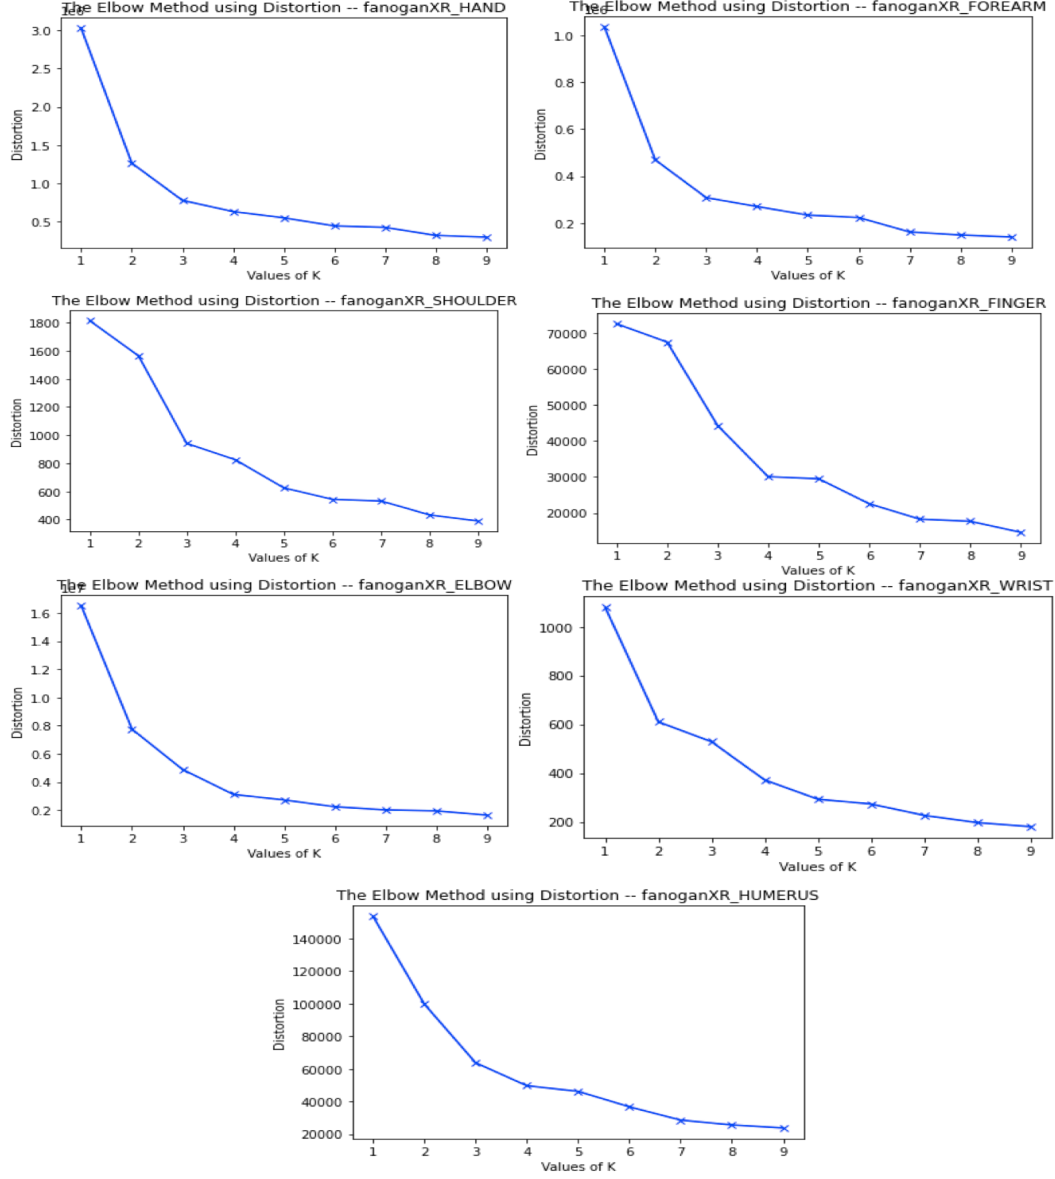 The Elbow Method using Distortion -- fanoganXR_HAND
3.0
2.5
2.0
1.5
1.0
0.5
Distortion
1 2 3 4 5 6 7 8 9
Values of K
The Elbow Method using Distortion -- fanoganXR_FOREARM
1e6
1.0
0.8
0.6
0.4
0.2
Distortion
1 2 3 4 5 6 7 8 9
Values of K
The Elbow Method using Distortion -- fanoganXR_SHOULDER
1800
1600
1400
1200
1000
800
600
400
Distortion
1 2 3 4 5 6 7 8 9
Values of K
The Elbow Method using Distortion -- fanoganXR_FINGER
70000
60000
50000
40000
30000
20000
Distortion
1 2 3 4 5 6 7 8 9
Values of K
The Elbow Method using Distortion -- fanoganXR_ELBOW
1e7
1.6
1.4
1.2
1.0
0.8
0.6
0.4
0.2
Distortion
1 2 3 4 5 6 7 8 9
Values of K
The Elbow Method using Distortion -- fanoganXR_WRIST
1000
800
600
400
200
Distortion
1 2 3 4 5 6 7 8 9
Values of K
The Elbow Method using Distortion -- fanoganXR_HUMERUS
140000
120000
100000
80000
60000
40000
20000
Distortion
1 2 3 4 5 6 7 8 9
Values of K